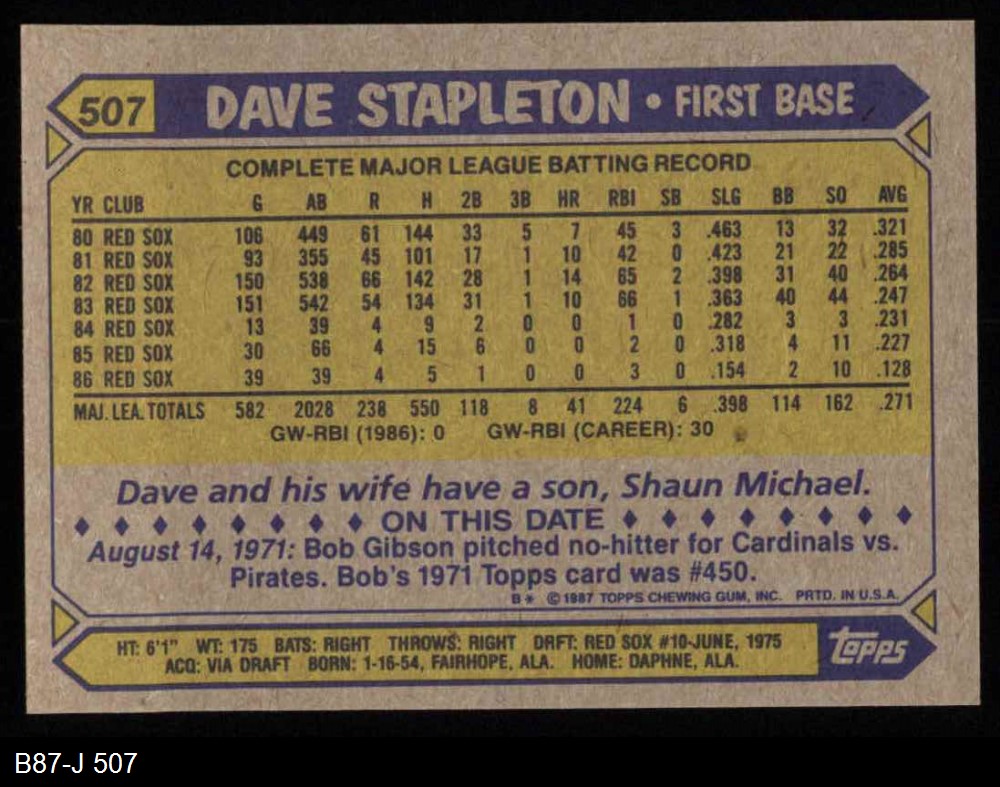 507 DAVE STAPLETON • FIRST BASE
COMPLETE MAJOR LEAGUE BATTING RECORD
YR CLUB G AB R H 2B 3B HR RBI SB SLG BB SO AVG
80 RED SOX 106 449 61 144 33 5 7 45 3 .463 13 32 .321
81 RED SOX 93 355 45 101 17 1 10 42 0 .423 21 22 .285
82 RED SOX 150 538 66 142 28 1 14 65 2 .398 31 40 .264
83 RED SOX 151 542 54 134 31 1 10 66 1 .363 40 44 .247
84 RED SOX 13 39 4 9 2 0 0 1 0 .282 3 3 .231
85 RED SOX 30 66 4 15 6 0 0 2 0 .318 4 11 .227
86 RED SOX 39 39 4 5 1 0 0 3 0 .154 2 10 .128
MAJ. LEA. TOTALS 582 2028 238 550 118 8 41 224 6 .398 114 162 .271
GW-RBI (1986): 0 GW-RBI (CAREER): 30
Dave and his wife have a son, Shaun Michael.
♦ ♦ ♦ ♦ ♦ ♦ ♦ ♦ ON THIS DATE ♦ ♦ ♦ ♦ ♦ ♦ ♦ ♦
August 14, 1971: Bob Gibson pitched no-hitter for Cardinals vs.
Pirates. Bob's 1971 Topps card was #450.
B* © 1987 TOPPS CHEWING GUM, INC. PRTD. IN U.S.A.
HT: 6'1" WT: 175 BATS: RIGHT THROWS: RIGHT DRFT: RED SOX #10-JUNE, 1975
ACQ: VIA DRAFT BORN: 1-16-54, FAIRHOPE, ALA. HOME: DAPHNE, ALA.
topps
B87-J 507